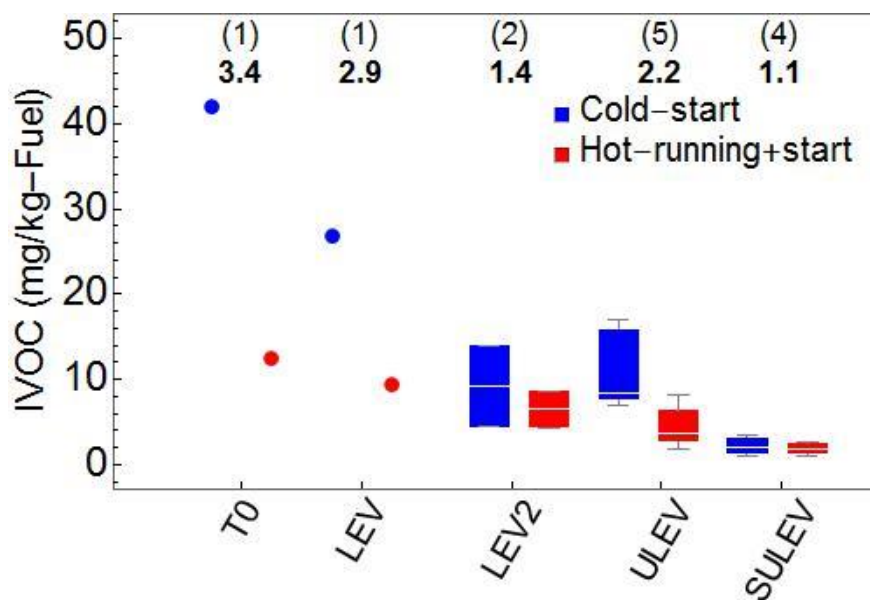 (1) (1) (2) (5) (4)
3.4 2.9 1.4 2.2 1.1
Cold−start
Hot−running+start
IVOC (mg/kg−Fuel)
50
40
30
20
10
0
T0 LEV LEV2 ULEV SULEV